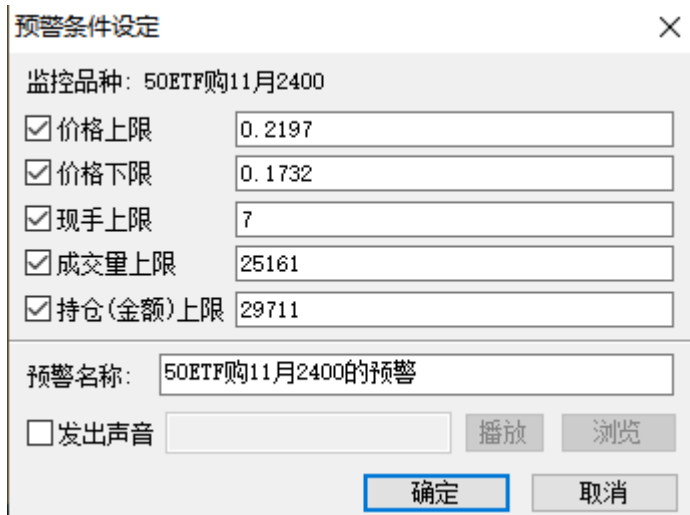 预警条件设定
监控品种: 50ETF购11月2400
价格上限 0.2197
价格下限 0.1732
现手上限 7
成交量上限 25161
持仓(金额)上限 29711
预警名称: 50ETF购11月2400的预警
发出声音 播放 浏览
确定 取消